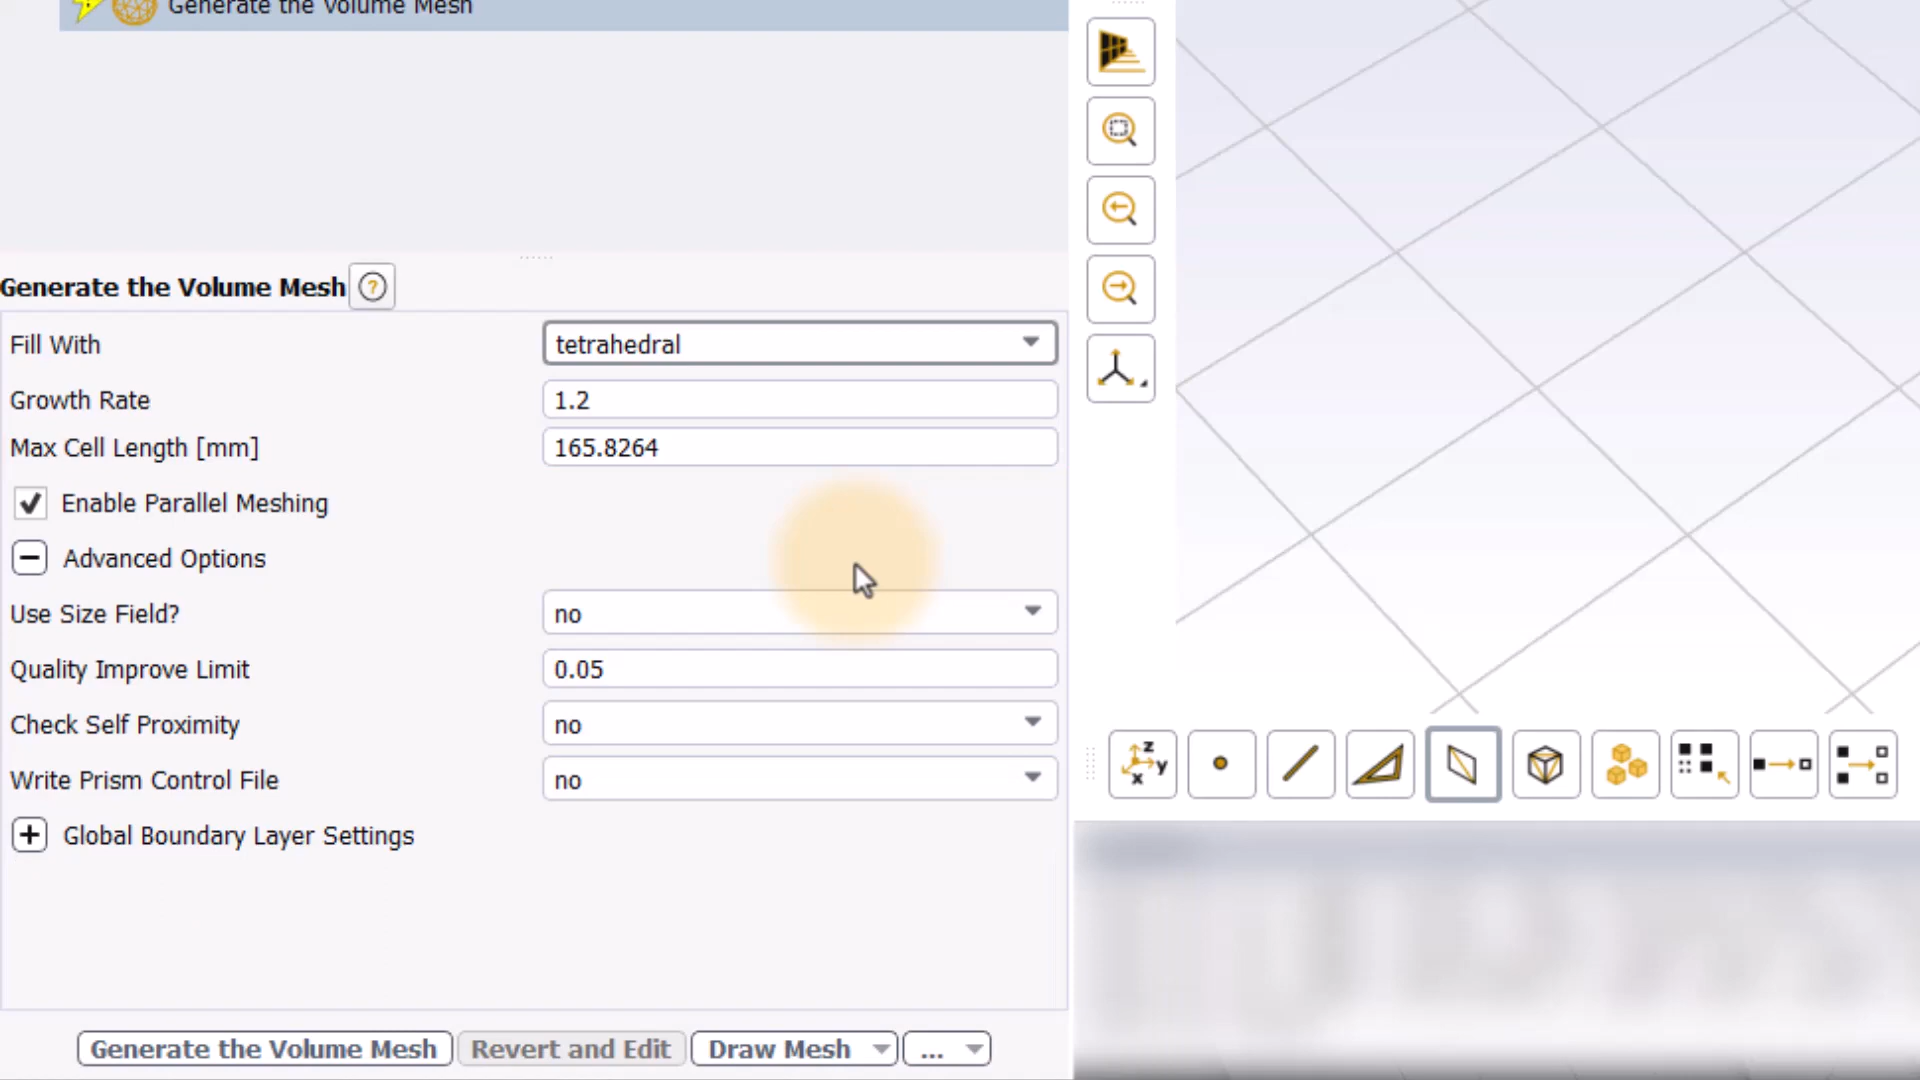 Generate the Volume Mesh
Generate the Volume Mesh ?
Fill With tetrahedral
Growth Rate 1.2
Max Cell Length [mm] 165.8264
Enable Parallel Meshing
Advanced Options
Use Size Field? no
Quality Improve Limit 0.05
Check Self Proximity no
Write Prism Control File no
Global Boundary Layer Settings
Generate the Volume Mesh Revert and Edit Draw Mesh ...
z
y
x